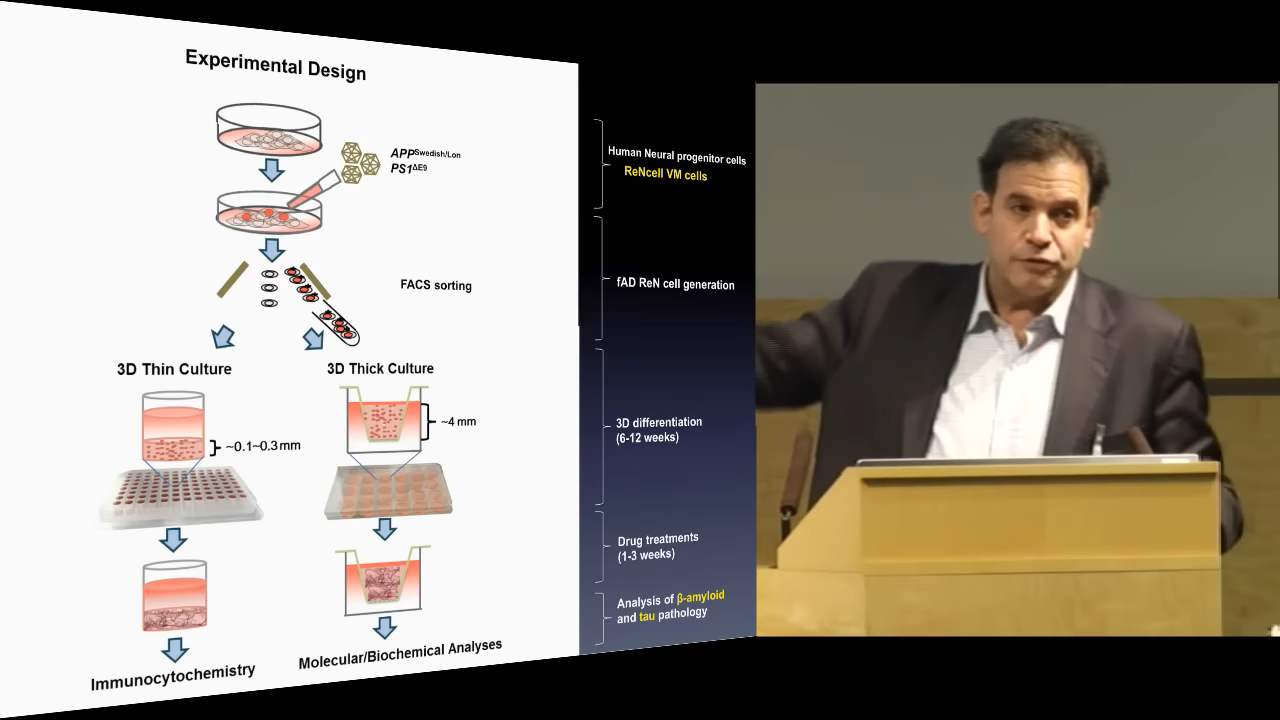 Experimental Design
APPSwedish/Lon
PS1ΔE9
Human Neural progenitor cells
ReNcell VM cells
FACS sorting
fAD ReN cell generation
3D Thin Culture
3D Thick Culture
~0.1~0.3 mm
~4 mm
3D differentiation
(6-12 weeks)
Drug treatments
(1-3 weeks)
Analysis of β-amyloid
and tau pathology
Immunocytochemistry
Molecular/Biochemical Analyses